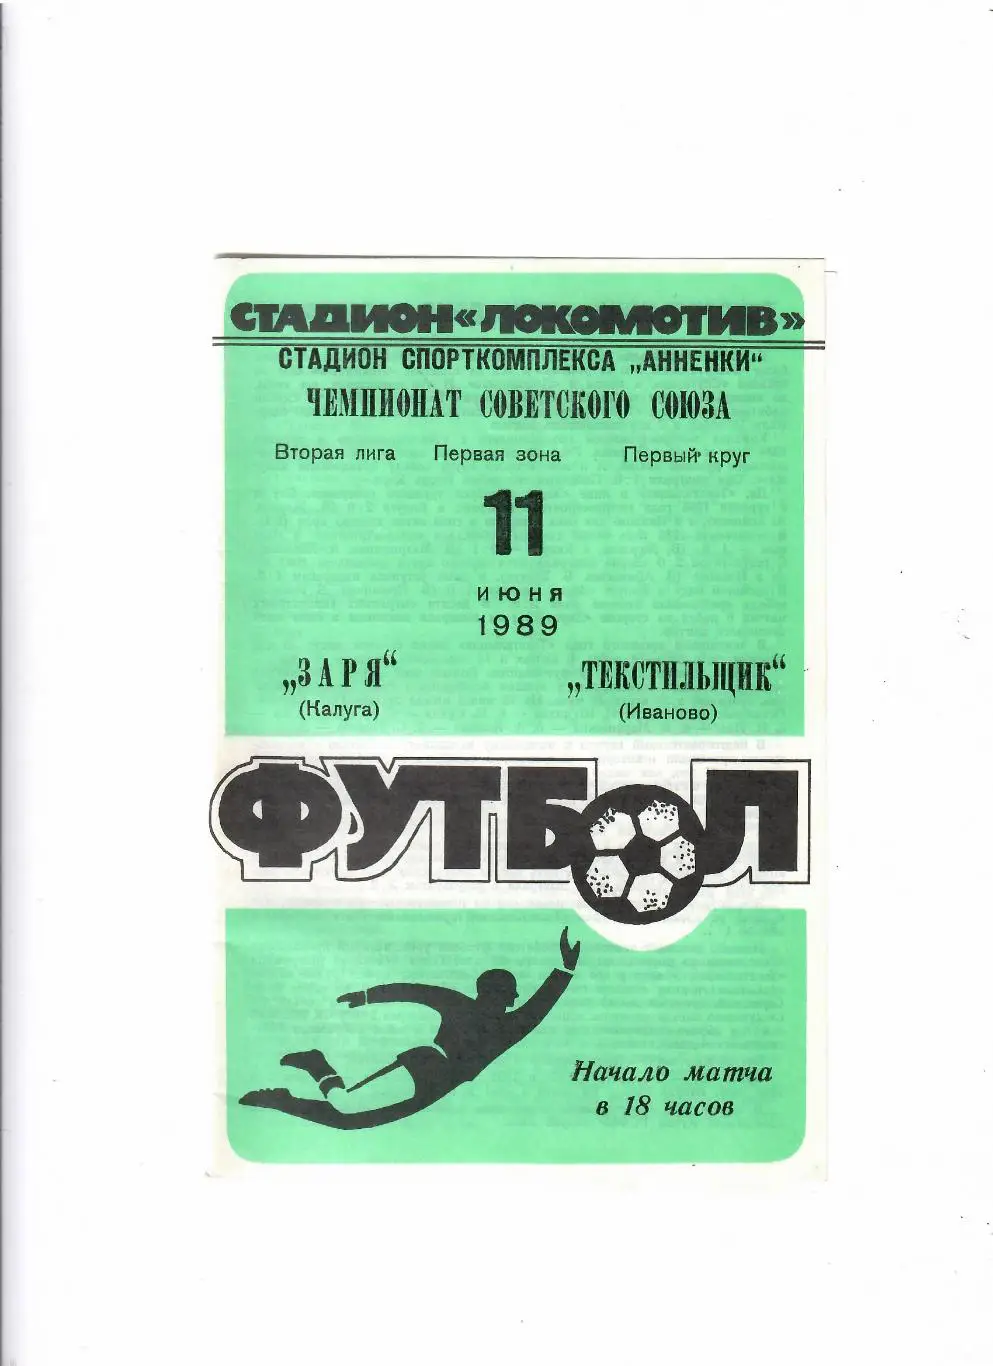 СТАДИОН «ЛОКОМОТИВ»
СТАДИОН СПОРТКОМПЛЕКСА „АННЕНКИ“
ЧЕМПИОНАТ СОВЕТСКОГО СОЮЗА
Вторая лига Первая зона Первый круг
11
ИЮНЯ
1989
„ЗАРЯ“ „ТЕКСТИЛЬЩИК“
(Калуга) (Иваново)
ФУТБОЛ
Начало матча
в 18 часов